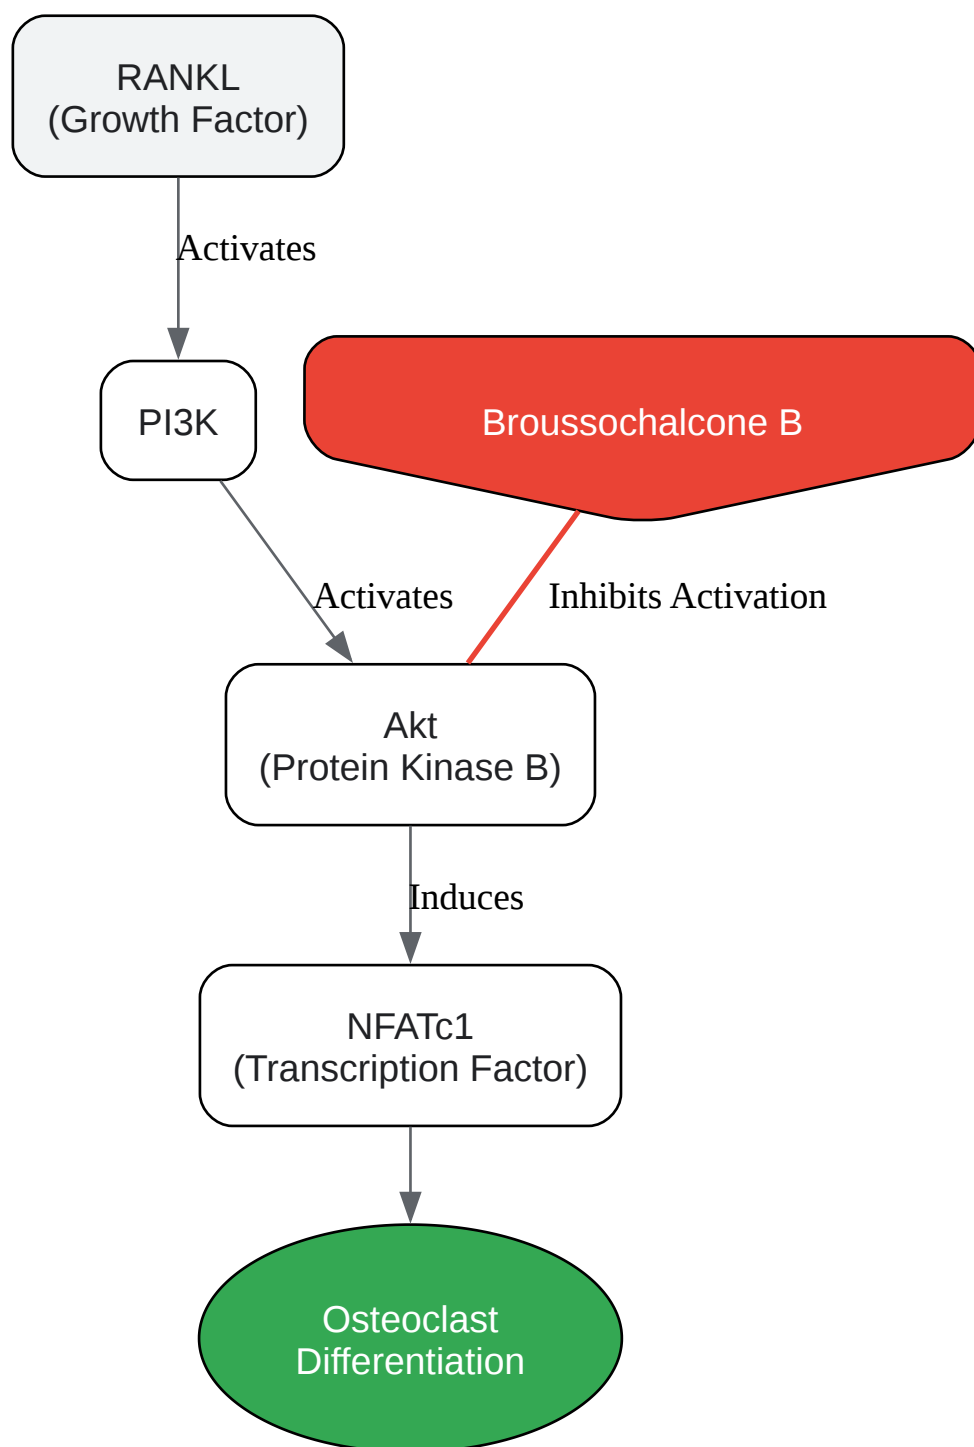 RANKL
(Growth Factor)
Activates
PI3K
Broussochalcone B
Activates
Inhibits Activation
Akt
(Protein Kinase B)
Induces
NFATc1
(Transcription Factor)
Osteoclast
Differentiation